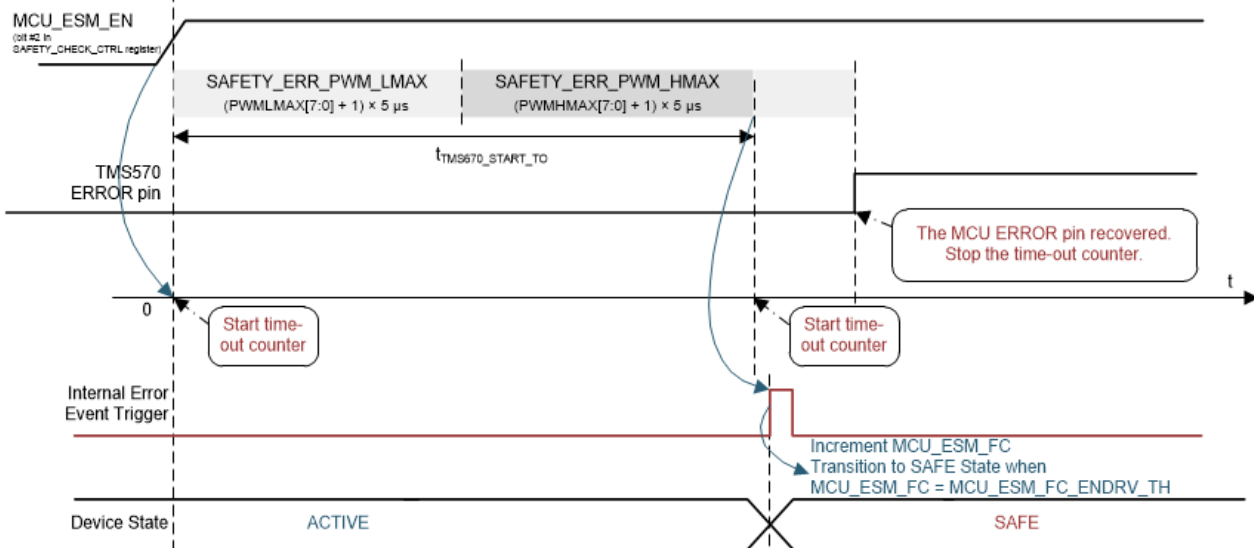 MCU_ESM_EN
(bit #2 in
SAFETY_CHECK_CTRL register)
SAFETY_ERR_PWM_LMAX
(PWMLMAX[7:0] + 1) × 5 µs
SAFETY_ERR_PWM_HMAX
(PWMHMAX[7:0] + 1) × 5 µs
tTMS570_START_TO
TMS570
ERROR pin
The MCU ERROR pin recovered.
Stop the time-out counter.
t
0
Start time-
out counter
Start time-
out counter
Internal Error
Event Trigger
Increment MCU_ESM_FC
Transition to SAFE State when
MCU_ESM_FC = MCU_ESM_FC_ENDRV_TH
Device State
ACTIVE
SAFE